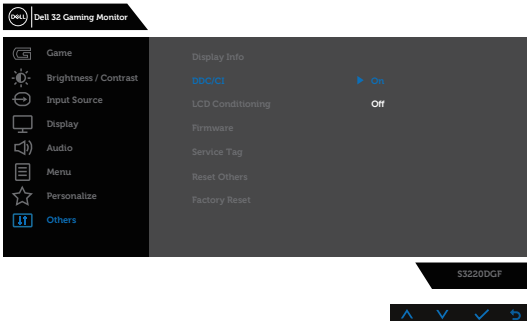 DELL
Dell 32 Gaming Monitor
Game
Brightness / Contrast
Input Source
Display
Audio
Menu
Personalize
Others
Display Info
DDC/CI
On
LCD Conditioning
Off
Firmware
Service Tag
Reset Others
Factory Reset
S3220DGF